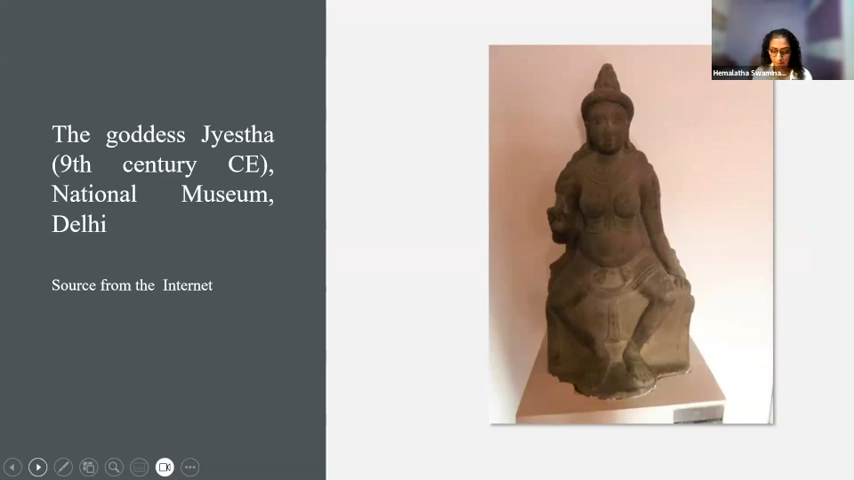 The goddess Jyestha
(9th century CE),
National Museum,
Delhi
Source from the Internet
Hemalatha Swamina...